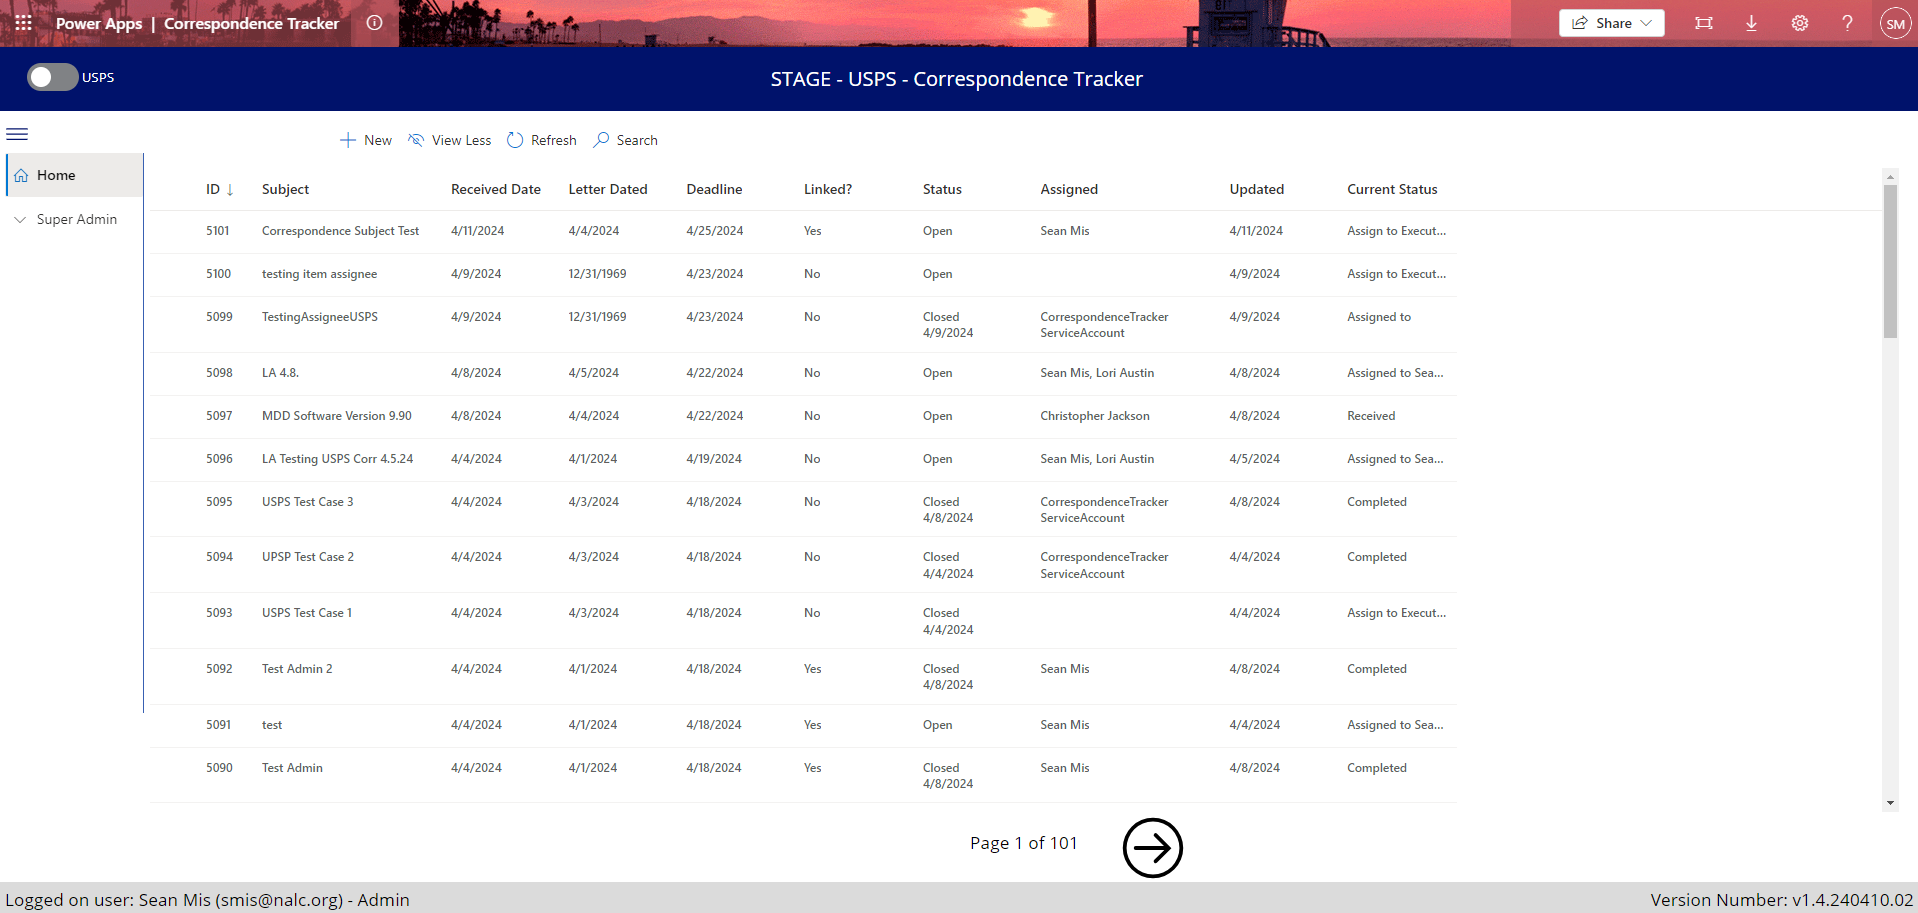 Power Apps | Correspondence Tracker
Share
SM
USPS
STAGE - USPS - Correspondence Tracker
New View Less Refresh Search
Home
Super Admin
ID Subject Received Date Letter Dated Deadline Linked? Status Assigned Updated Current Status
5101 Correspondence Subject Test 4/11/2024 4/4/2024 4/25/2024 Yes Open Sean Mis 4/11/2024 Assign to Execut...
5100 testing item assignee 4/9/2024 12/31/1969 4/23/2024 No Open 4/9/2024 Assign to Execut...
5099 TestingAssigneeUSPS 4/9/2024 12/31/1969 4/23/2024 No Closed CorrespondenceTracker 4/9/2024 Assigned to
4/9/2024 ServiceAccount
5098 LA 4.8. 4/8/2024 4/5/2024 4/22/2024 No Open Sean Mis, Lori Austin 4/8/2024 Assigned to Sea...
5097 MDD Software Version 9.90 4/8/2024 4/4/2024 4/22/2024 No Open Christopher Jackson 4/8/2024 Received
5096 LA Testing USPS Corr 4.5.24 4/4/2024 4/1/2024 4/19/2024 No Open Sean Mis, Lori Austin 4/5/2024 Assigned to Sea...
5095 USPS Test Case 3 4/4/2024 4/3/2024 4/18/2024 No Closed CorrespondenceTracker 4/8/2024 Completed
4/8/2024 ServiceAccount
5094 UPSP Test Case 2 4/4/2024 4/3/2024 4/18/2024 No Closed CorrespondenceTracker 4/4/2024 Completed
4/4/2024 ServiceAccount
5093 USPS Test Case 1 4/4/2024 4/3/2024 4/18/2024 No Closed 4/4/2024 Assign to Execut...
4/4/2024
5092 Test Admin 2 4/4/2024 4/1/2024 4/18/2024 Yes Closed Sean Mis 4/8/2024 Completed
4/8/2024
5091 test 4/4/2024 4/1/2024 4/18/2024 Yes Open Sean Mis 4/4/2024 Assigned to Sea...
5090 Test Admin 4/4/2024 4/1/2024 4/18/2024 Yes Closed Sean Mis 4/8/2024 Completed
4/8/2024
Page 1 of 101
Logged on user: Sean Mis (smis@nalc.org) - Admin
Version Number: v1.4.240410.02